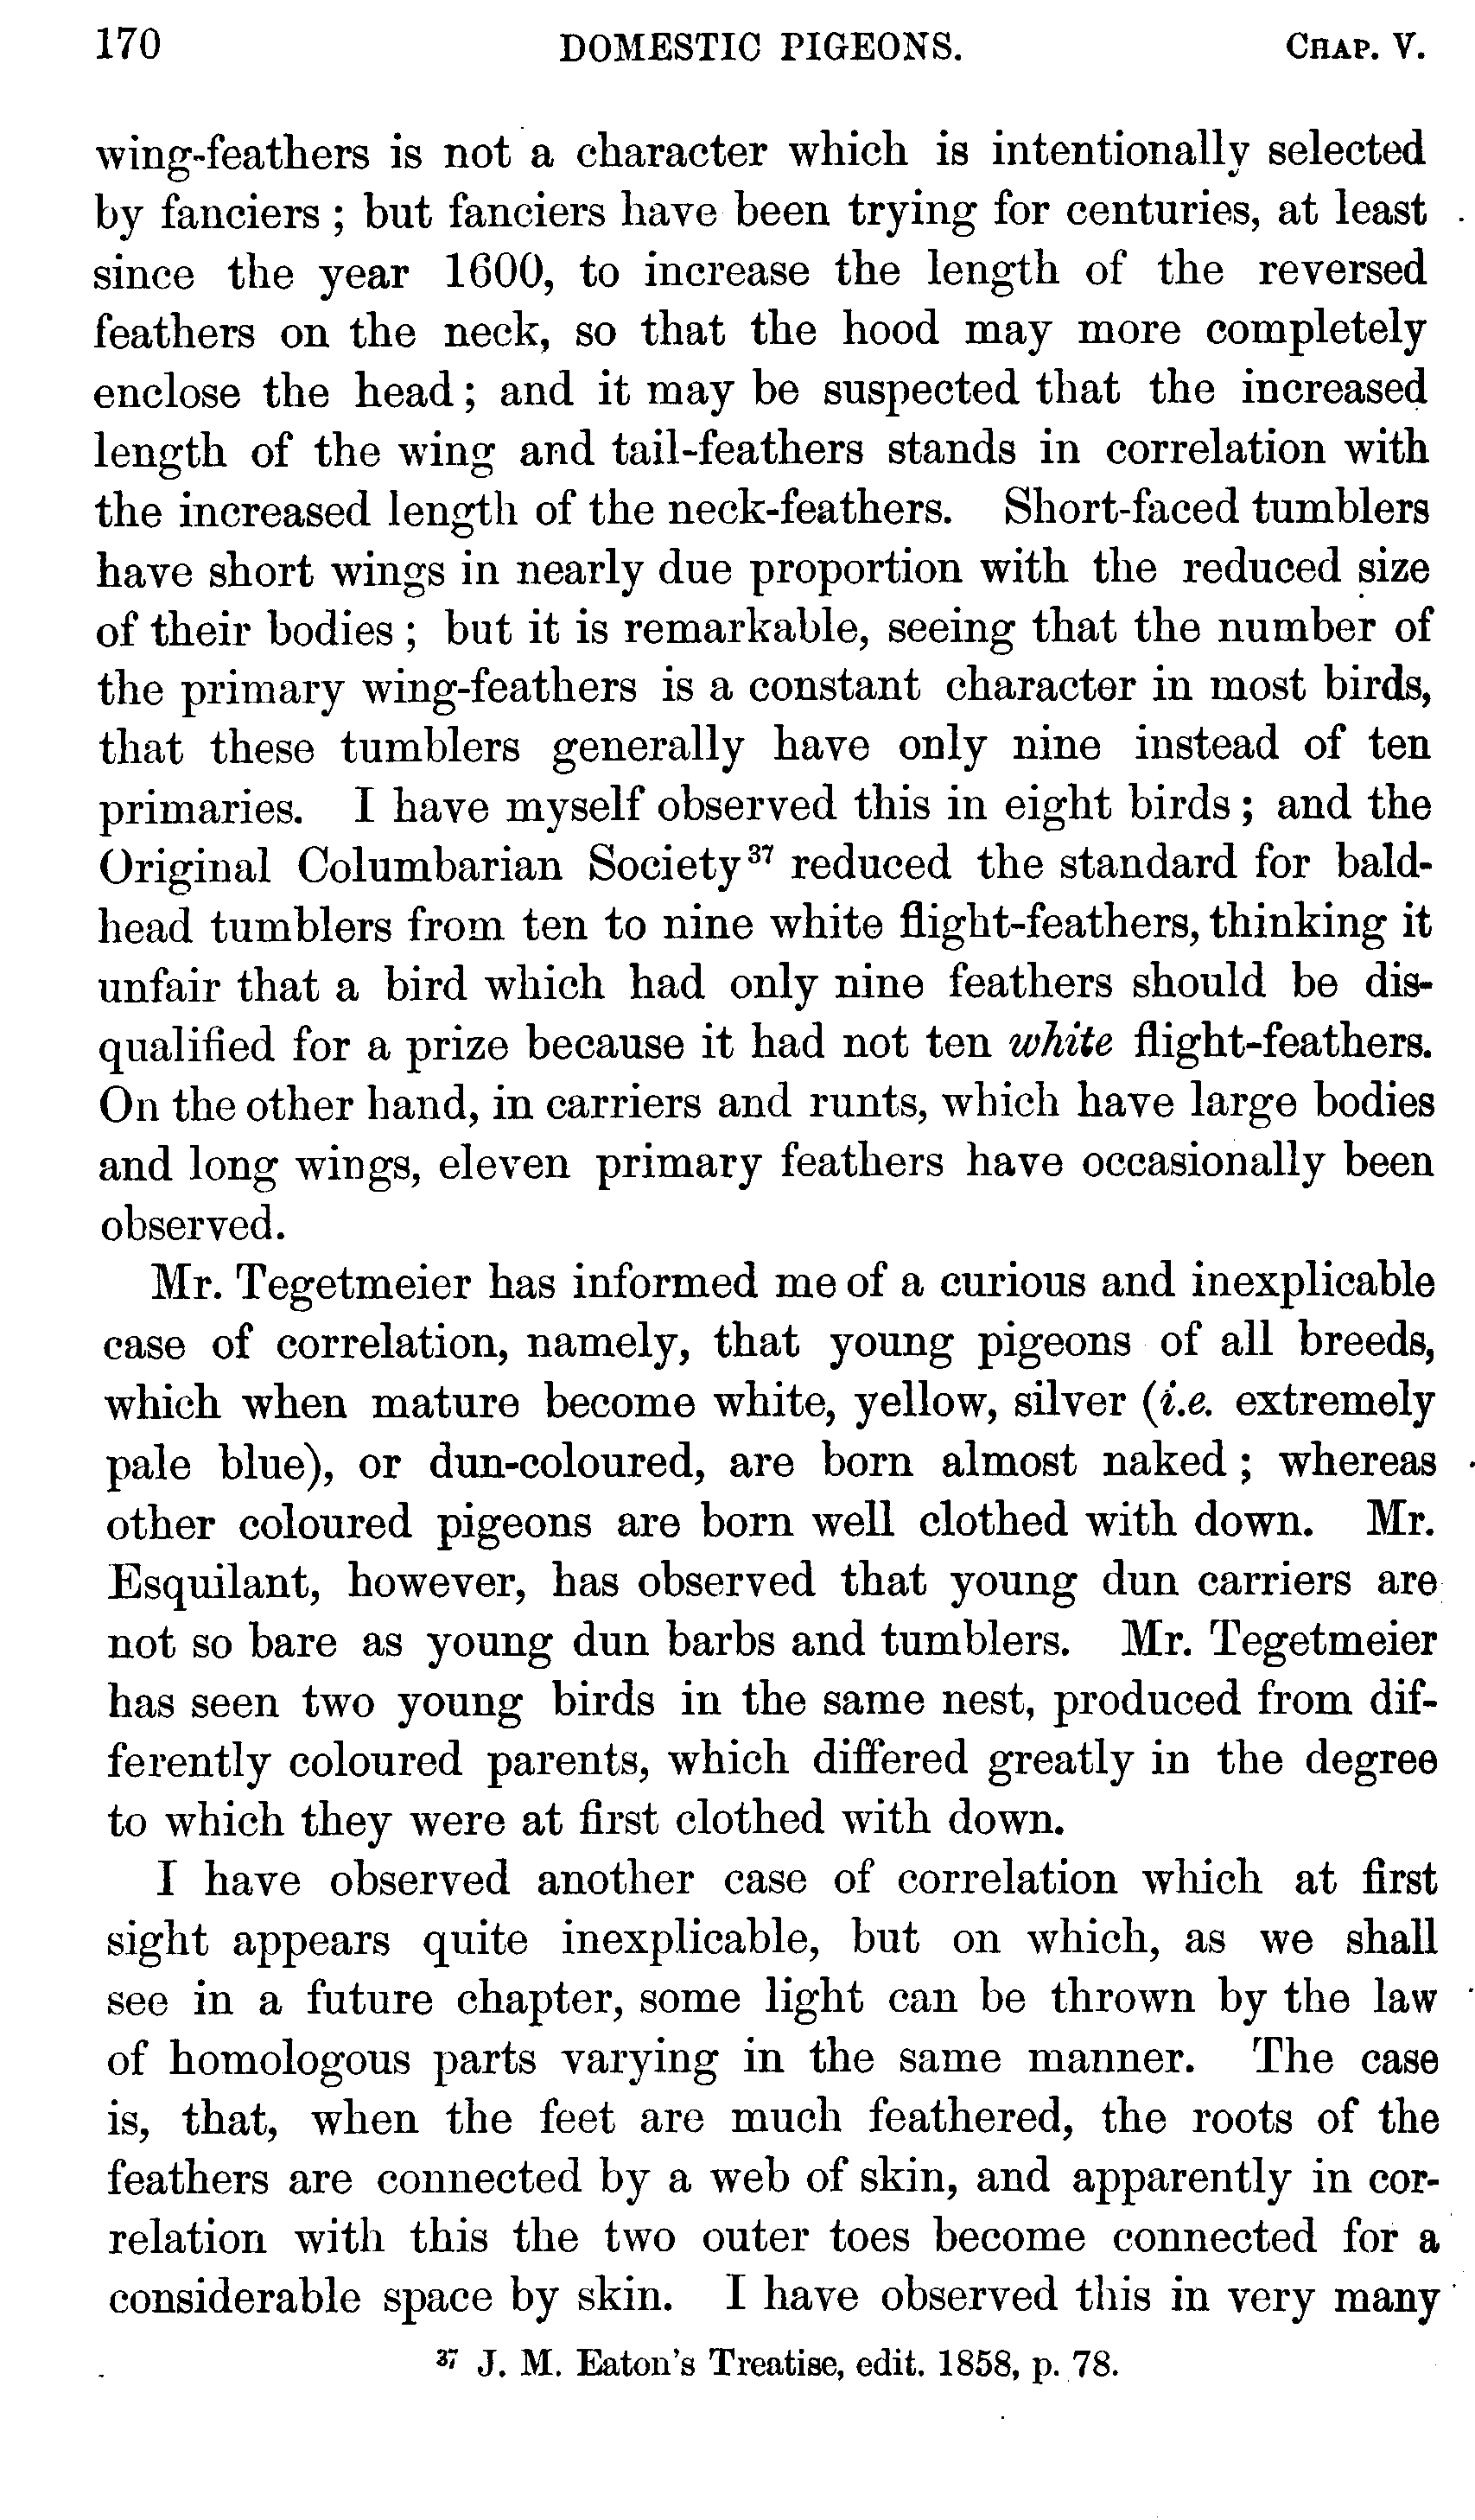 170 DOMESTIC PIGEONS. CHAP. V.
wing-feathers is not a character which is intentionally selected
by fanciers ; but fanciers have been trying for centuries, at least
since the year 1600, to increase the length of the reversed
feathers on the neck, so that the hood may more completely
enclose the head ; and it may be suspected that the increased
length of the wing and tail-feathers stands in correlation with
the increased length of the neck-feathers. Short-faced tumblers
have short wings in nearly due proportion with the reduced size
of their bodies ; but it is remarkable, seeing that the number of
the primary wing-feathers is a constant character in most birds,
that these tumblers generally have only nine instead of ten
primaries. I have myself observed this in eight birds ; and the
Original Columbarian Society³⁷ reduced the standard for bald-
head tumblers from ten to nine white flight-feathers, thinking it
unfair that a bird which had only nine feathers should be dis-
qualified for a prize because it had not ten white flight-feathers.
On the other hand, in carriers and runts, which have large bodies
and long wings, eleven primary feathers have occasionally been
observed.
Mr. Tegetmeier has informed me of a curious and inexplicable
case of correlation, namely, that young pigeons of all breeds,
which when mature become white, yellow, silver (i.e. extremely
pale blue), or dun-coloured, are born almost naked ; whereas
other coloured pigeons are born well clothed with down. Mr.
Esquilant, however, has observed that young dun carriers are
not so bare as young dun barbs and tumblers. Mr. Tegetmeier
has seen two young birds in the same nest, produced from dif-
ferently coloured parents, which differed greatly in the degree
to which they were at first clothed with down.
I have observed another case of correlation which at first
sight appears quite inexplicable, but on which, as we shall
see in a future chapter, some light can be thrown by the law
of homologous parts varying in the same manner. The case
is, that, when the feet are much feathered, the roots of the
feathers are connected by a web of skin, and apparently in cor-
relation with this the two outer toes become connected for a
considerable space by skin. I have observed this in very many
³⁷ J. M. Eaton's Treatise, edit. 1858, p. 78.